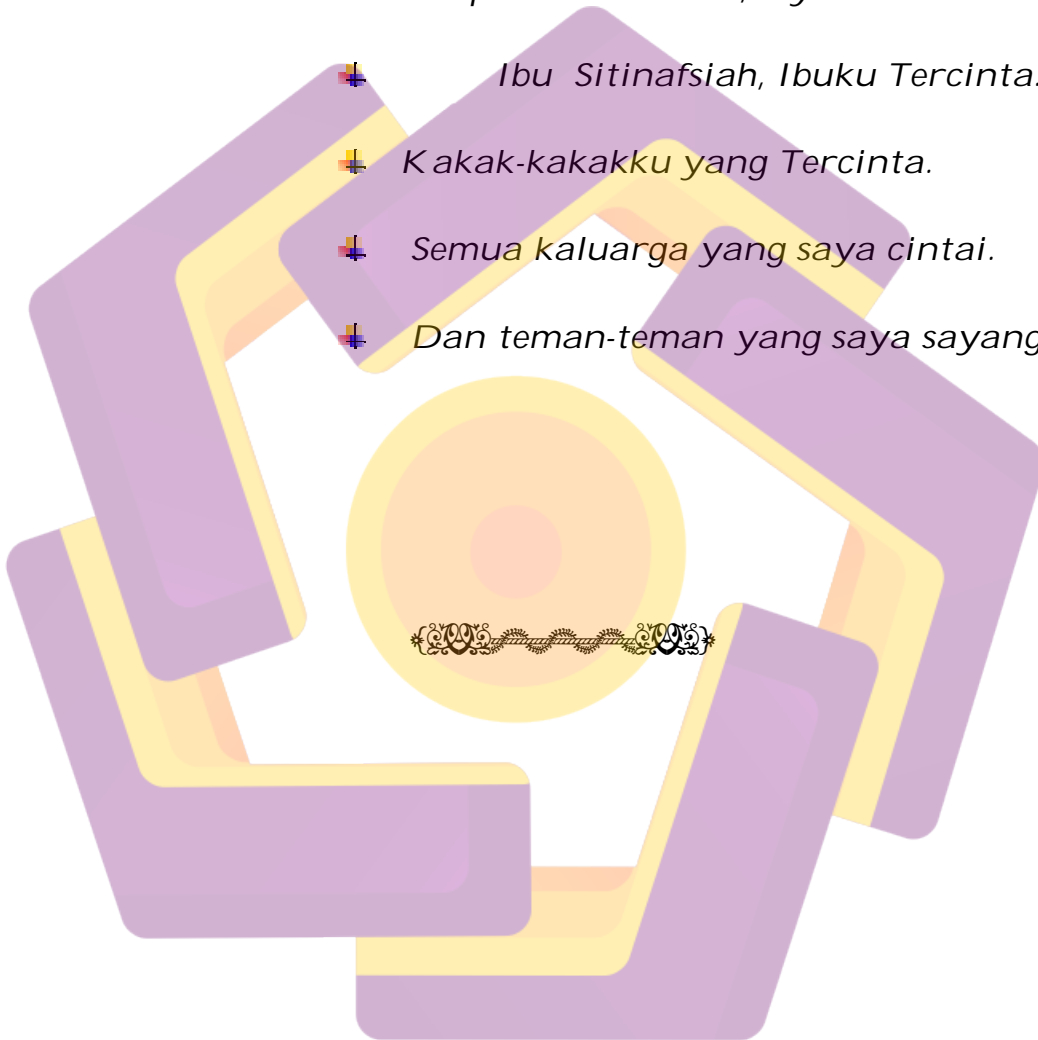 Ibu Sitinafsiah, Ibuku Tercinta.
Kakak-kakakku yang Tercinta.
Semua kaluarga yang saya cintai.
Dan teman-teman yang saya sayang